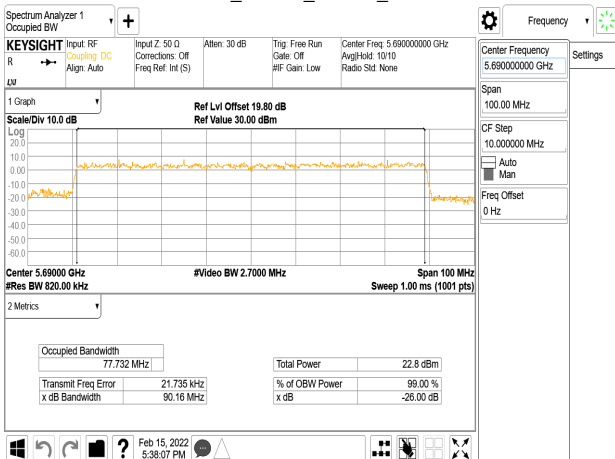 Spectrum Analyzer 1
Occupied BW
Frequency
KEYSIGHT
R
LXI
Input: RF
Coupling: DC
Align: Auto
Input Z: 50 Ω
Corrections: Off
Freq Ref: Int (S)
Atten: 30 dB
Trig: Free Run
Gate: Off
#IF Gain: Low
Center Freq: 5.690000000 GHz
Avg|Hold: 10/10
Radio Std: None
Center Frequency
5.690000000 GHz
Settings
Span
100.00 MHz
CF Step
10.000000 MHz
Auto
Man
Freq Offset
0 Hz
1 Graph
Ref Lvl Offset 19.80 dB
Scale/Div 10.0 dB
Ref Value 30.00 dBm
Log
20.0
10.0
0.00
-10.0
-20.0
-30.0
-40.0
-50.0
-60.0
Center 5.69000 GHz
#Video BW 2.7000 MHz
Span 100 MHz
#Res BW 820.00 kHz
Sweep 1.00 ms (1001 pts)
2 Metrics
Occupied Bandwidth
77.732 MHz
Total Power 22.8 dBm
Transmit Freq Error 21.735 kHz
% of OBW Power 99.00 %
x dB Bandwidth 90.16 MHz
x dB -26.00 dB
?
Feb 15, 2022
5:38:07 PM